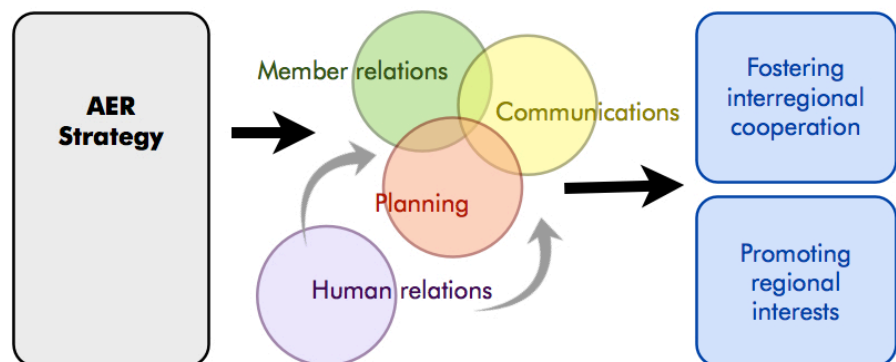 AER
Strategy
Member relations
Communications
Planning
Human relations
Fostering
interregional
cooperation
Promoting
regional
interests